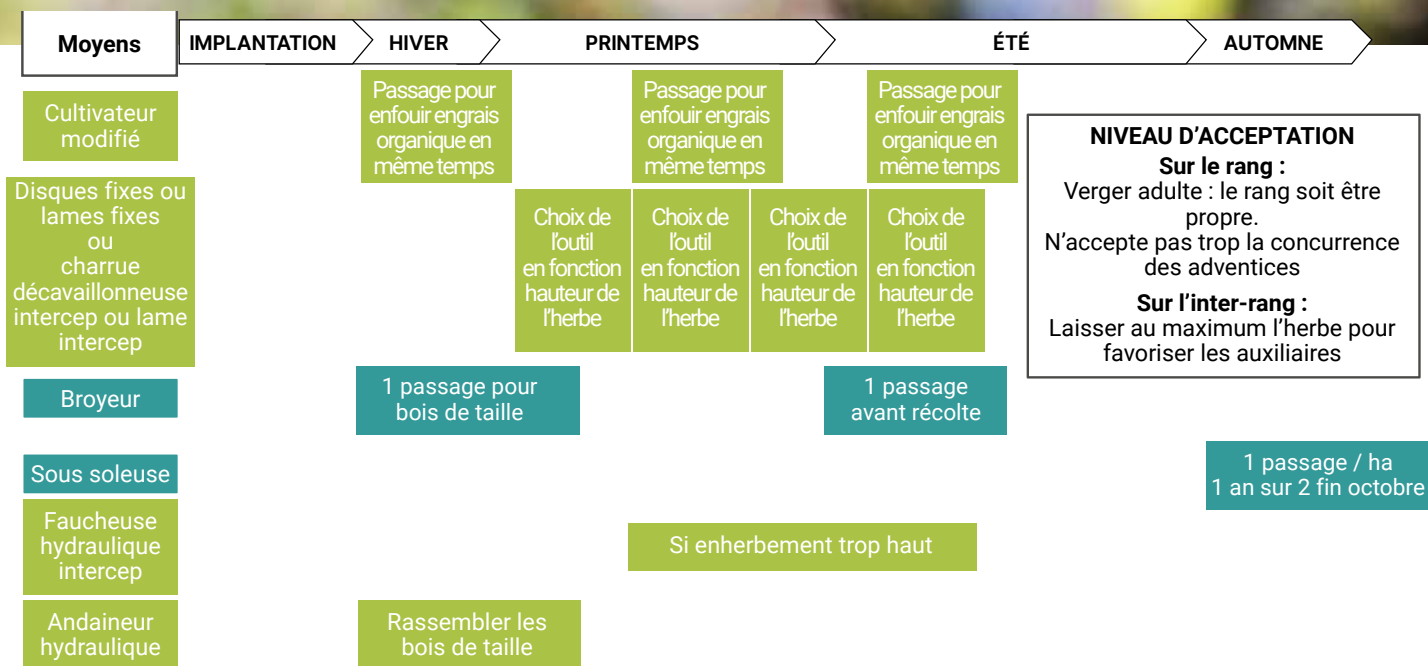 Moyens
IMPLANTATION
HIVER
PRINTEMPS
ÉTÉ
AUTOMNE
Cultivateur
modifié
Passage pour
enfouir engrais
organique en
même temps
Passage pour
enfouir engrais
organique en
même temps
Passage pour
enfouir engrais
organique en
même temps
Disques fixes ou
lames fixes
ou
charrue
décavaillonneuse
intercep ou lame
intercep
Choix de
l'outil
en fonction
hauteur de
l'herbe
Choix de
l'outil
en fonction
hauteur de
l'herbe
Choix de
l'outil
en fonction
hauteur de
l'herbe
Choix de
l'outil
en fonction
hauteur de
l'herbe
NIVEAU D'ACCEPTATION
Sur le rang :
Verger adulte : le rang soit être
propre.
N'accepte pas trop la concurrence
des adventices
Sur l'inter-rang :
Laisser au maximum l'herbe pour
favoriser les auxiliaires
Broyeur
1 passage pour
bois de taille
1 passage
avant récolte
Sous soleuse
1 passage / ha
1 an sur 2 fin octobre
Faucheuse
hydraulique
intercep
Si enherbement trop haut
Andaineur
hydraulique
Rassembler les
bois de taille